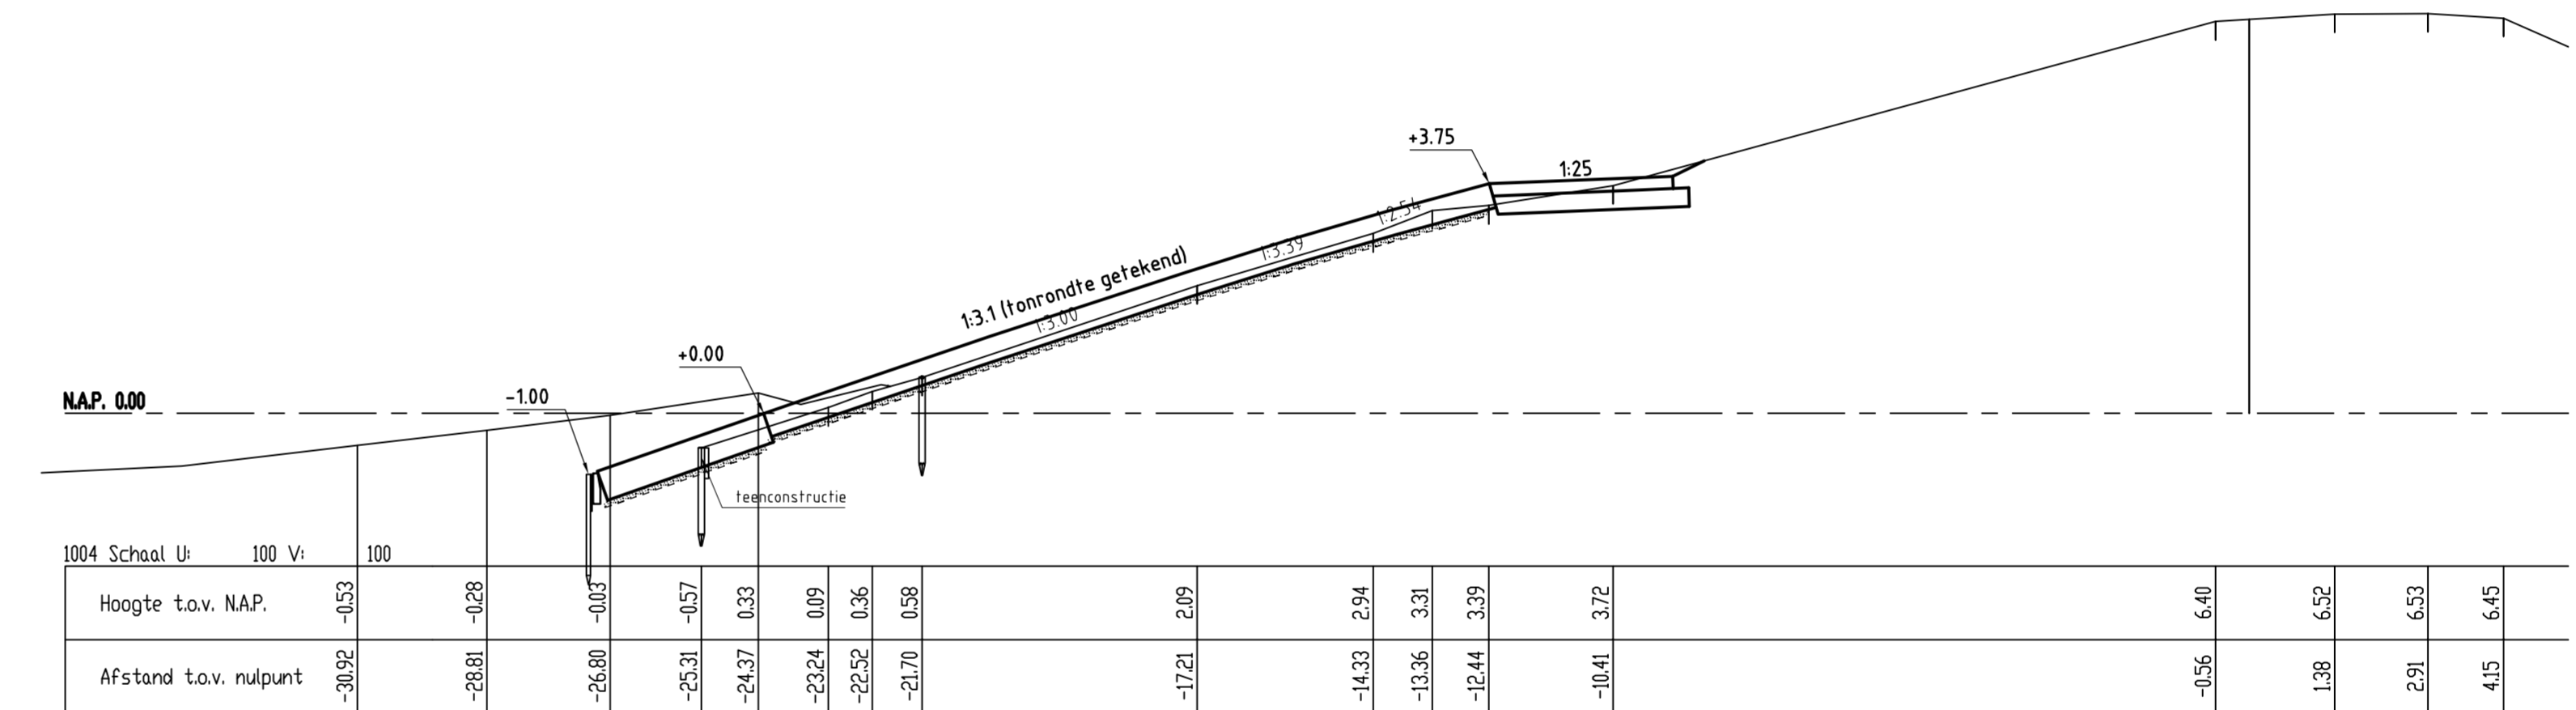 +3.75
1:25
1:2.54
1:3.39
1:3.1 (tonrondte getekend)
1:3.00
+0.00
-1.00
N.A.P. 0.00
teenconstructie
1004 Schaal U: 100 V: 100
Hoogte t.o.v. N.A.P. -0.53 -0.28 -0.03 -0.57 0.33 0.09 0.36 0.58 2.09 2.94 3.31 3.39 3.72 6.40 6.52 6.53 6.45
Afstand t.o.v. nulpunt -30.92 -28.81 -26.80 -25.31 -24.37 -23.24 -22.52 -21.70 -17.21 -14.33 -13.36 -12.44 -10.41 -0.56 1.38 2.91 4.15